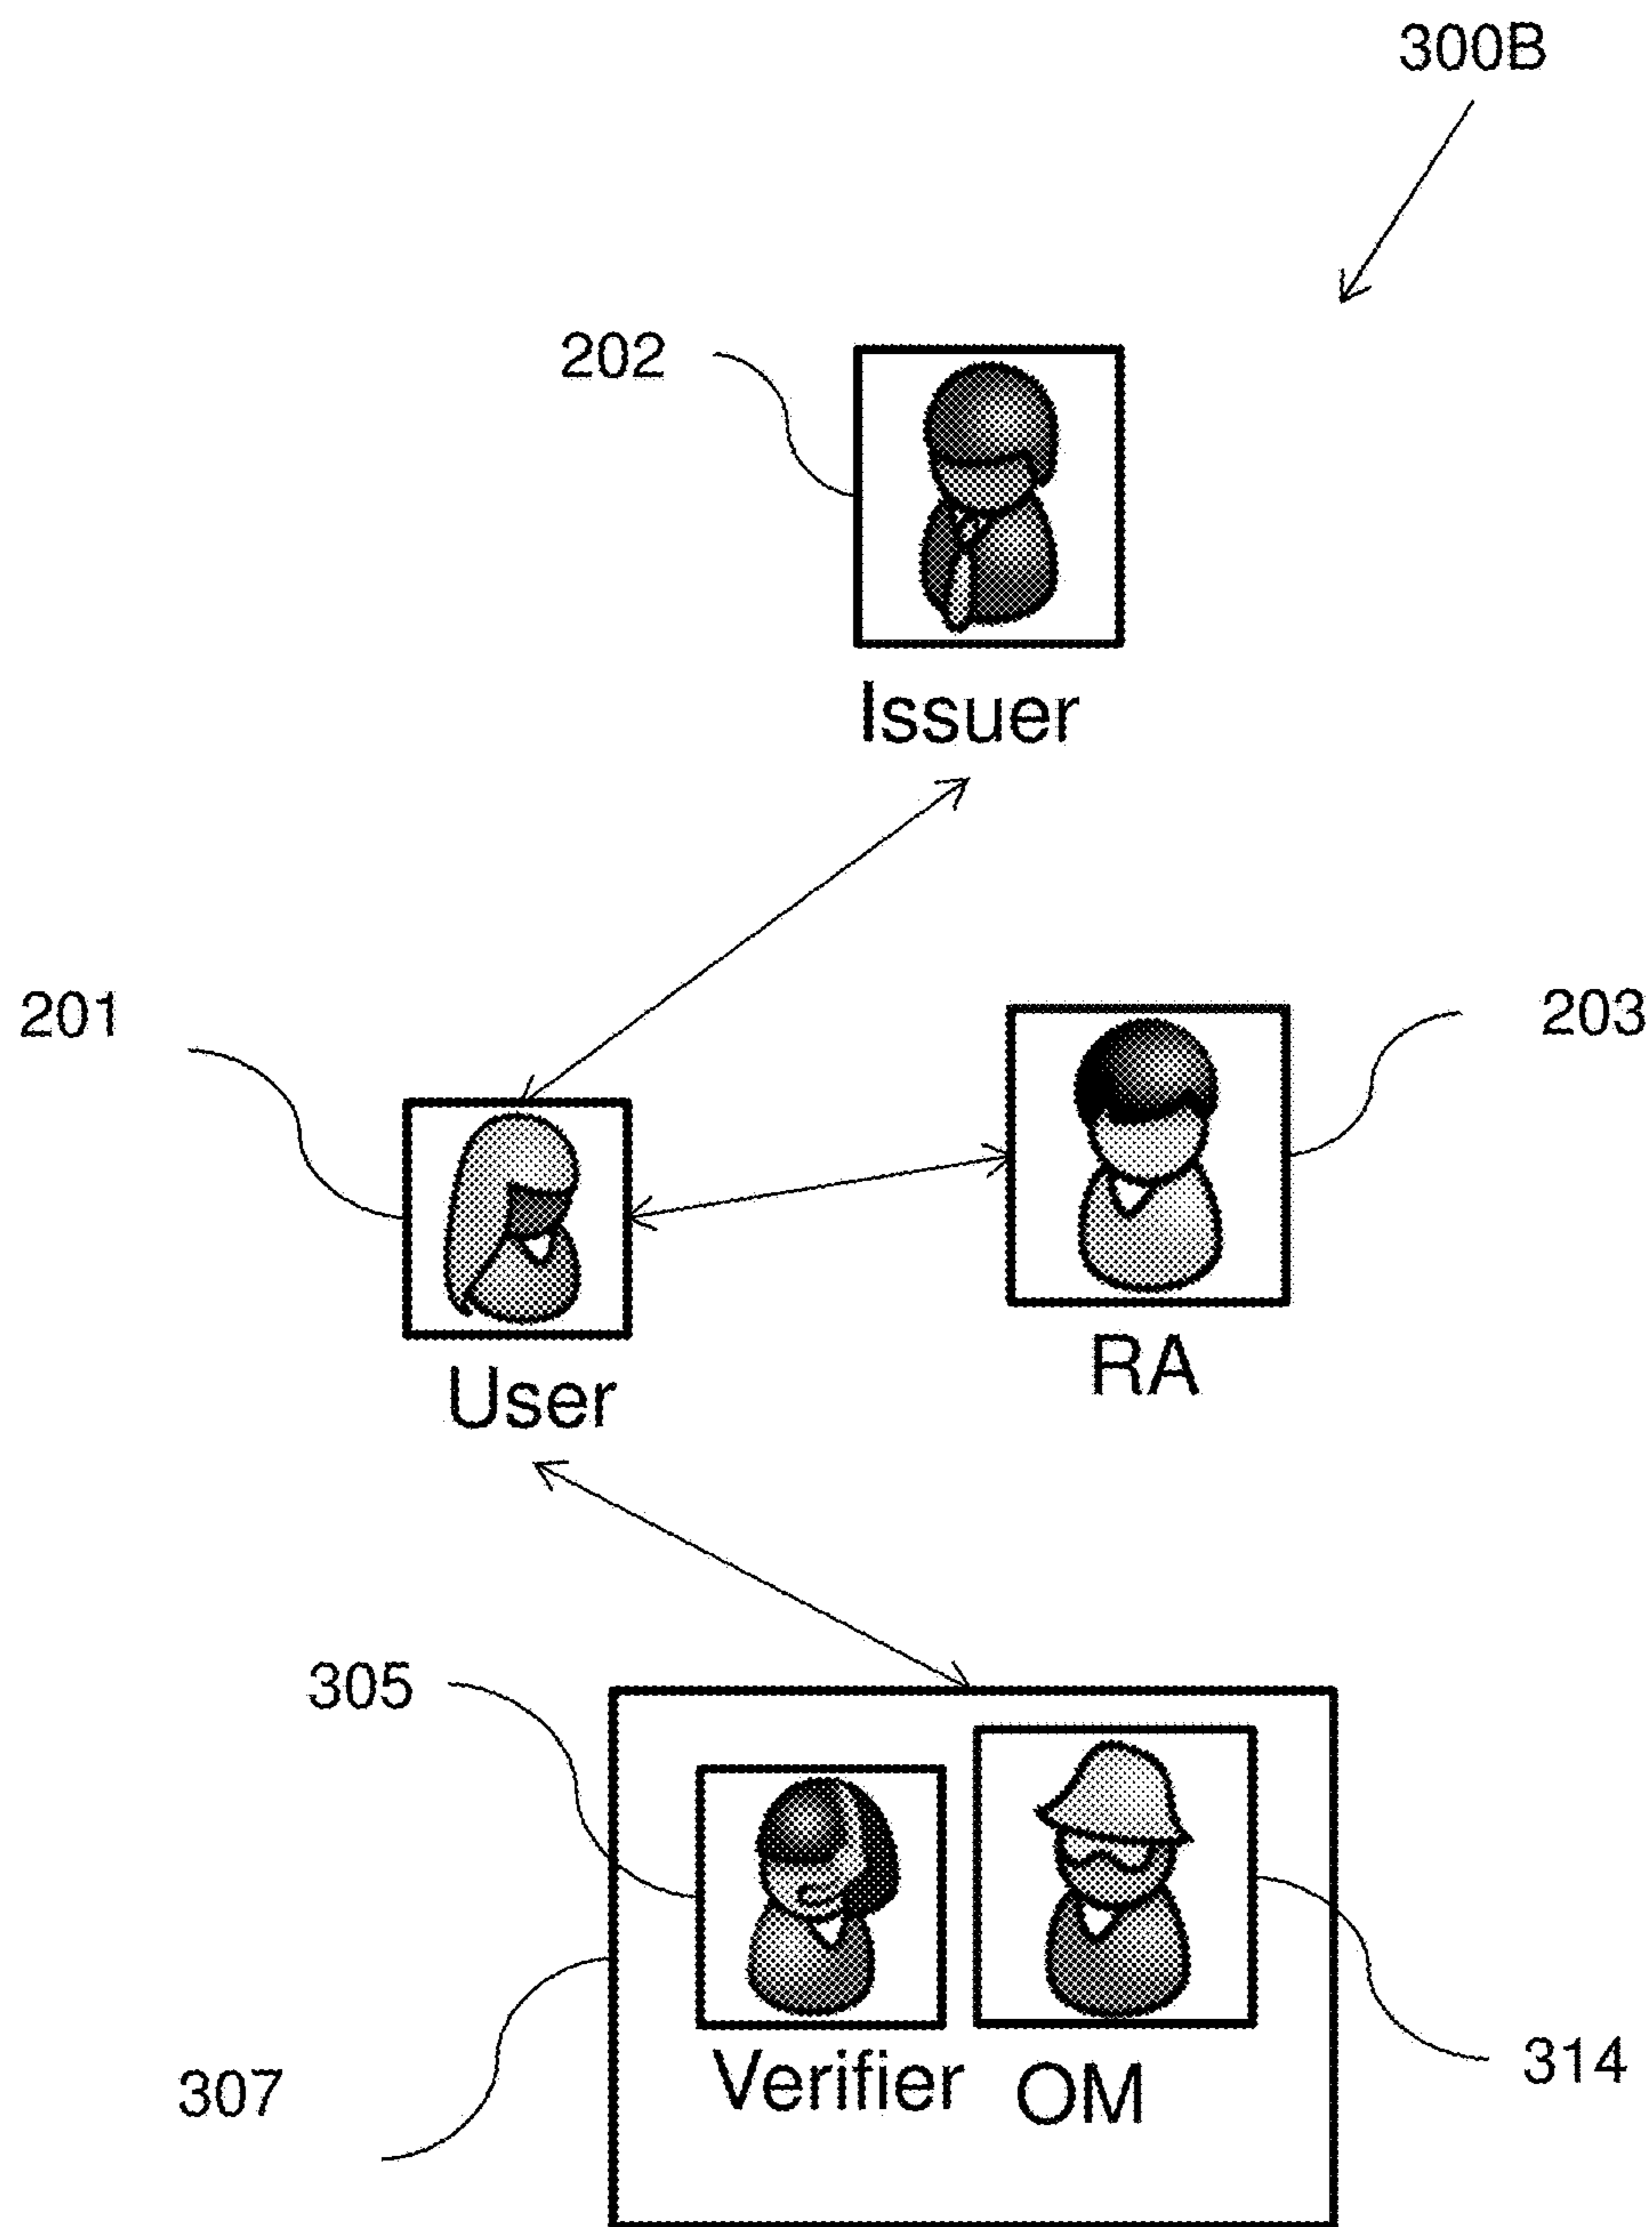 300B
202
Issuer
201
203
RA
User
305
307
Verifier
OM
314